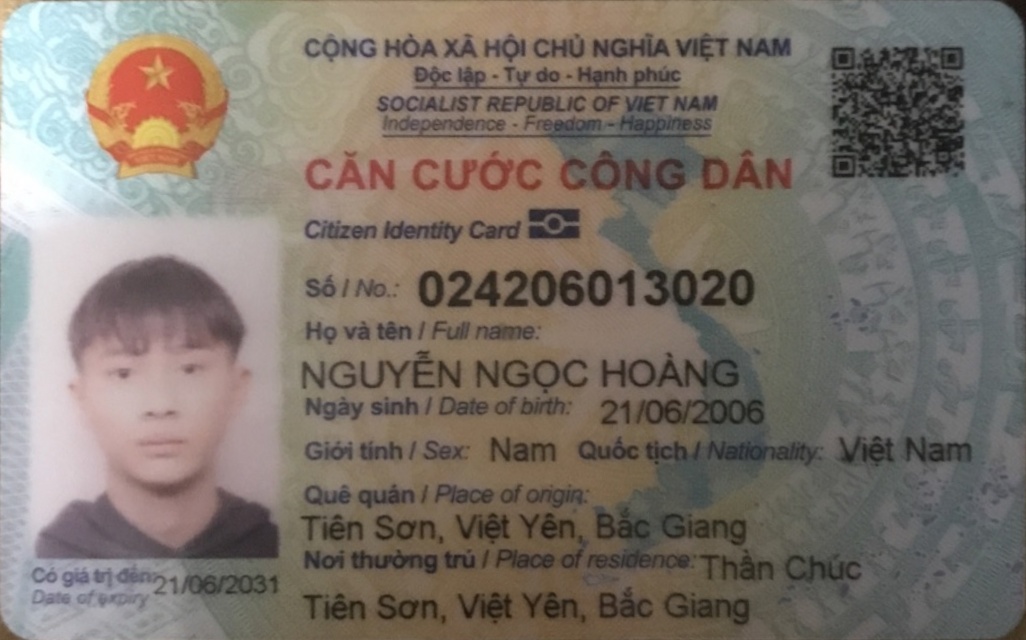 CỘNG HÒA XÃ HỘI CHỦ NGHĨA VIỆT NAM
Độc lập - Tự do - Hạnh phúc
SOCIALIST REPUBLIC OF VIET NAM
Independence - Freedom - Happiness
CĂN CƯỚC CÔNG DÂN
Citizen Identity Card
Số / No.: 024206013020
Họ và tên / Full name:
NGUYỄN NGỌC HOÀNG
Ngày sinh / Date of birth: 21/06/2006
Giới tính / Sex: Nam Quốc tịch / Nationality: Việt Nam
Quê quán / Place of origin:
Tiên Sơn, Việt Yên, Bắc Giang
Nơi thường trú / Place of residence: Thần Chúc
Tiên Sơn, Việt Yên, Bắc Giang
Có giá trị đến: 21/06/2031
Date of expiry